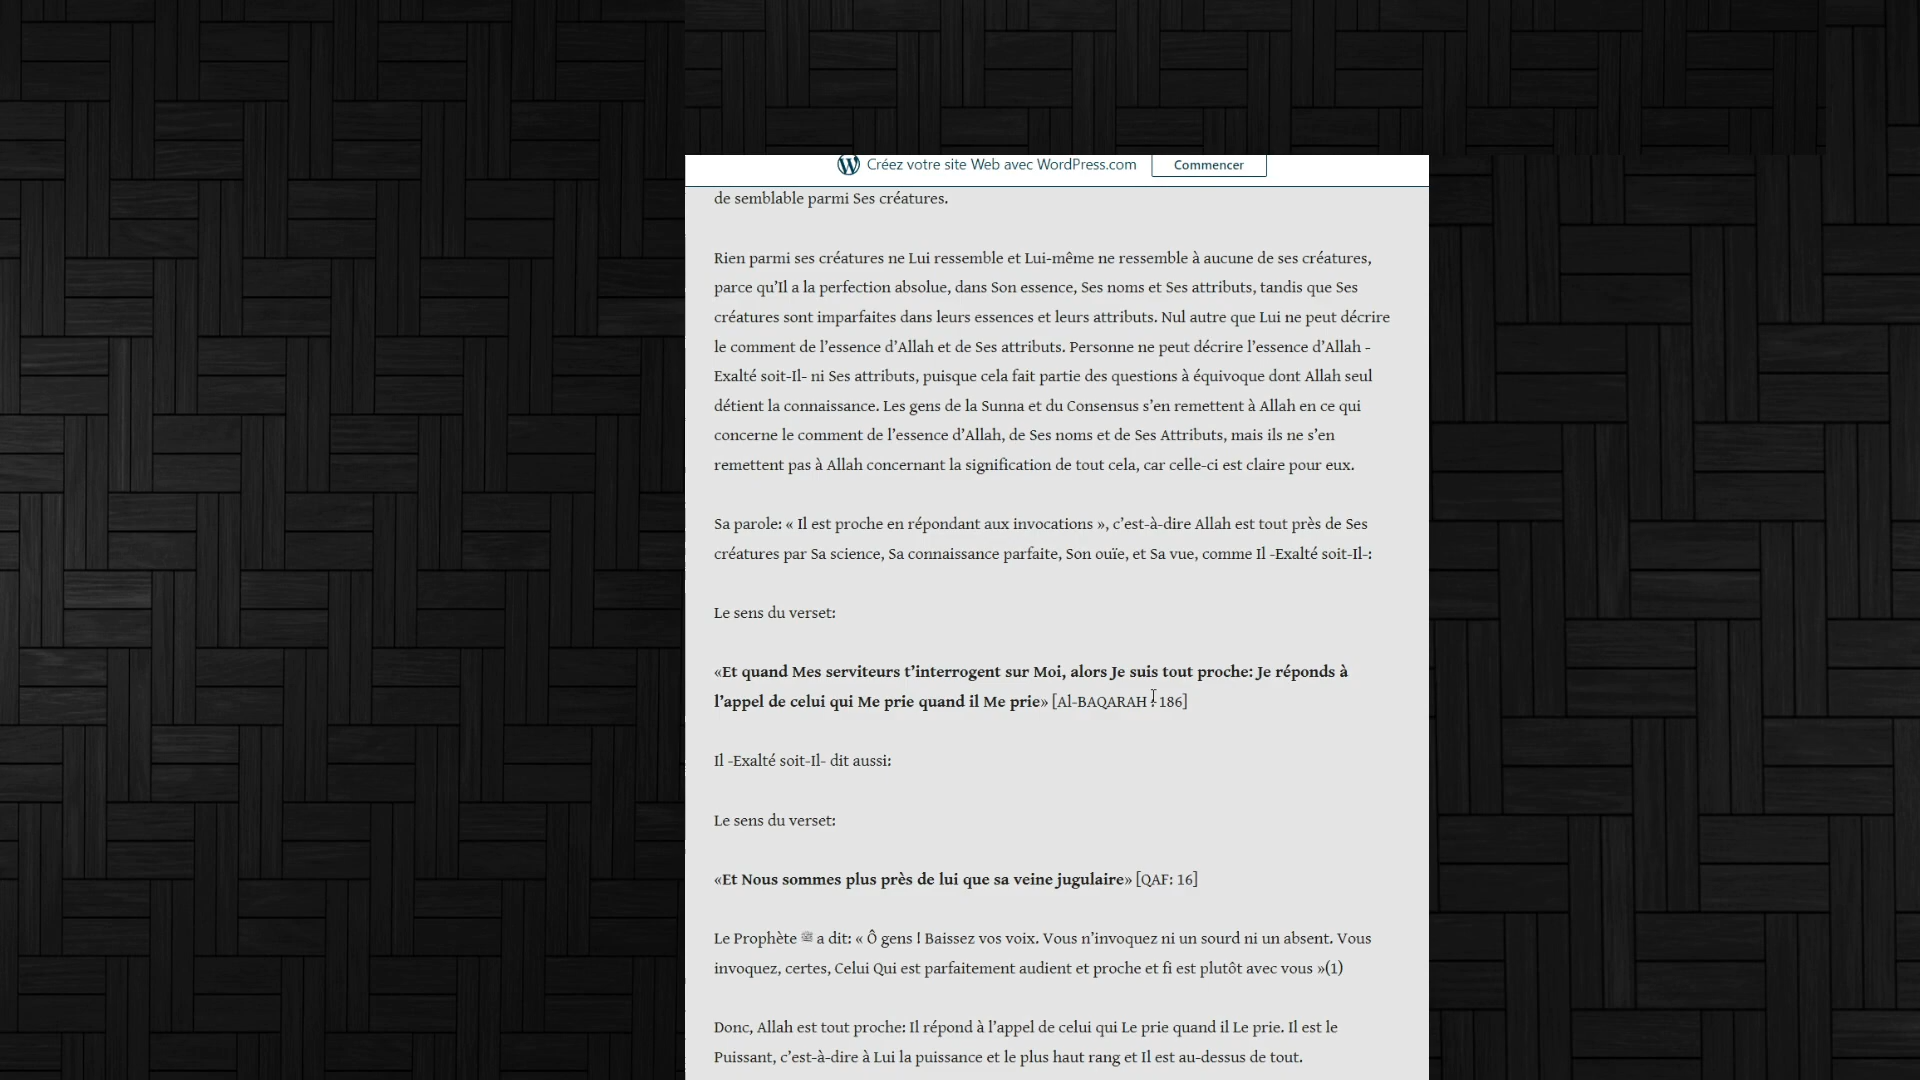 Créez votre site Web avec WordPress.com Commencer
de semblable parmi Ses créatures.
Rien parmi ses créatures ne Lui ressemble et Lui-même ne ressemble à aucune de ses créatures,
parce qu’Il a la perfection absolue, dans Son essence, Ses noms et Ses attributs, tandis que Ses
créatures sont imparfaites dans leurs essences et leurs attributs. Nul autre que Lui ne peut décrire
le comment de l’essence d’Allah et de Ses attributs. Personne ne peut décrire l’essence d’Allah -
Exalté soit-Il- ni Ses attributs, puisque cela fait partie des questions à équivoque dont Allah seul
détient la connaissance. Les gens de la Sunna et du Consensus s’en remettent à Allah en ce qui
concerne le comment de l’essence d’Allah, de Ses noms et de Ses Attributs, mais ils ne s’en
remettent pas à Allah concernant la signification de tout cela, car celle-ci est claire pour eux.
Sa parole: « Il est proche en répondant aux invocations », c’est-à-dire Allah est tout près de Ses
créatures par Sa science, Sa connaissance parfaite, Son ouïe, et Sa vue, comme Il -Exalté soit-Il-:
Le sens du verset:
«Et quand Mes serviteurs t’interrogent sur Moi, alors Je suis tout proche: Je réponds à
l’appel de celui qui Me prie quand il Me prie» [Al-BAQARAH : 186]
Il -Exalté soit-Il- dit aussi:
Le sens du verset:
«Et Nous sommes plus près de lui que sa veine jugulaire» [QAF: 16]
Le Prophète ﷺ a dit: « Ô gens ! Baissez vos voix. Vous n’invoquez ni un sourd ni un absent. Vous
invoquez, certes, Celui Qui est parfaitement audient et proche et fi est plutôt avec vous »(1)
Donc, Allah est tout proche: Il répond à l’appel de celui qui Le prie quand il Le prie. Il est le
Puissant, c’est-à-dire à Lui la puissance et le plus haut rang et Il est au-dessus de tout.